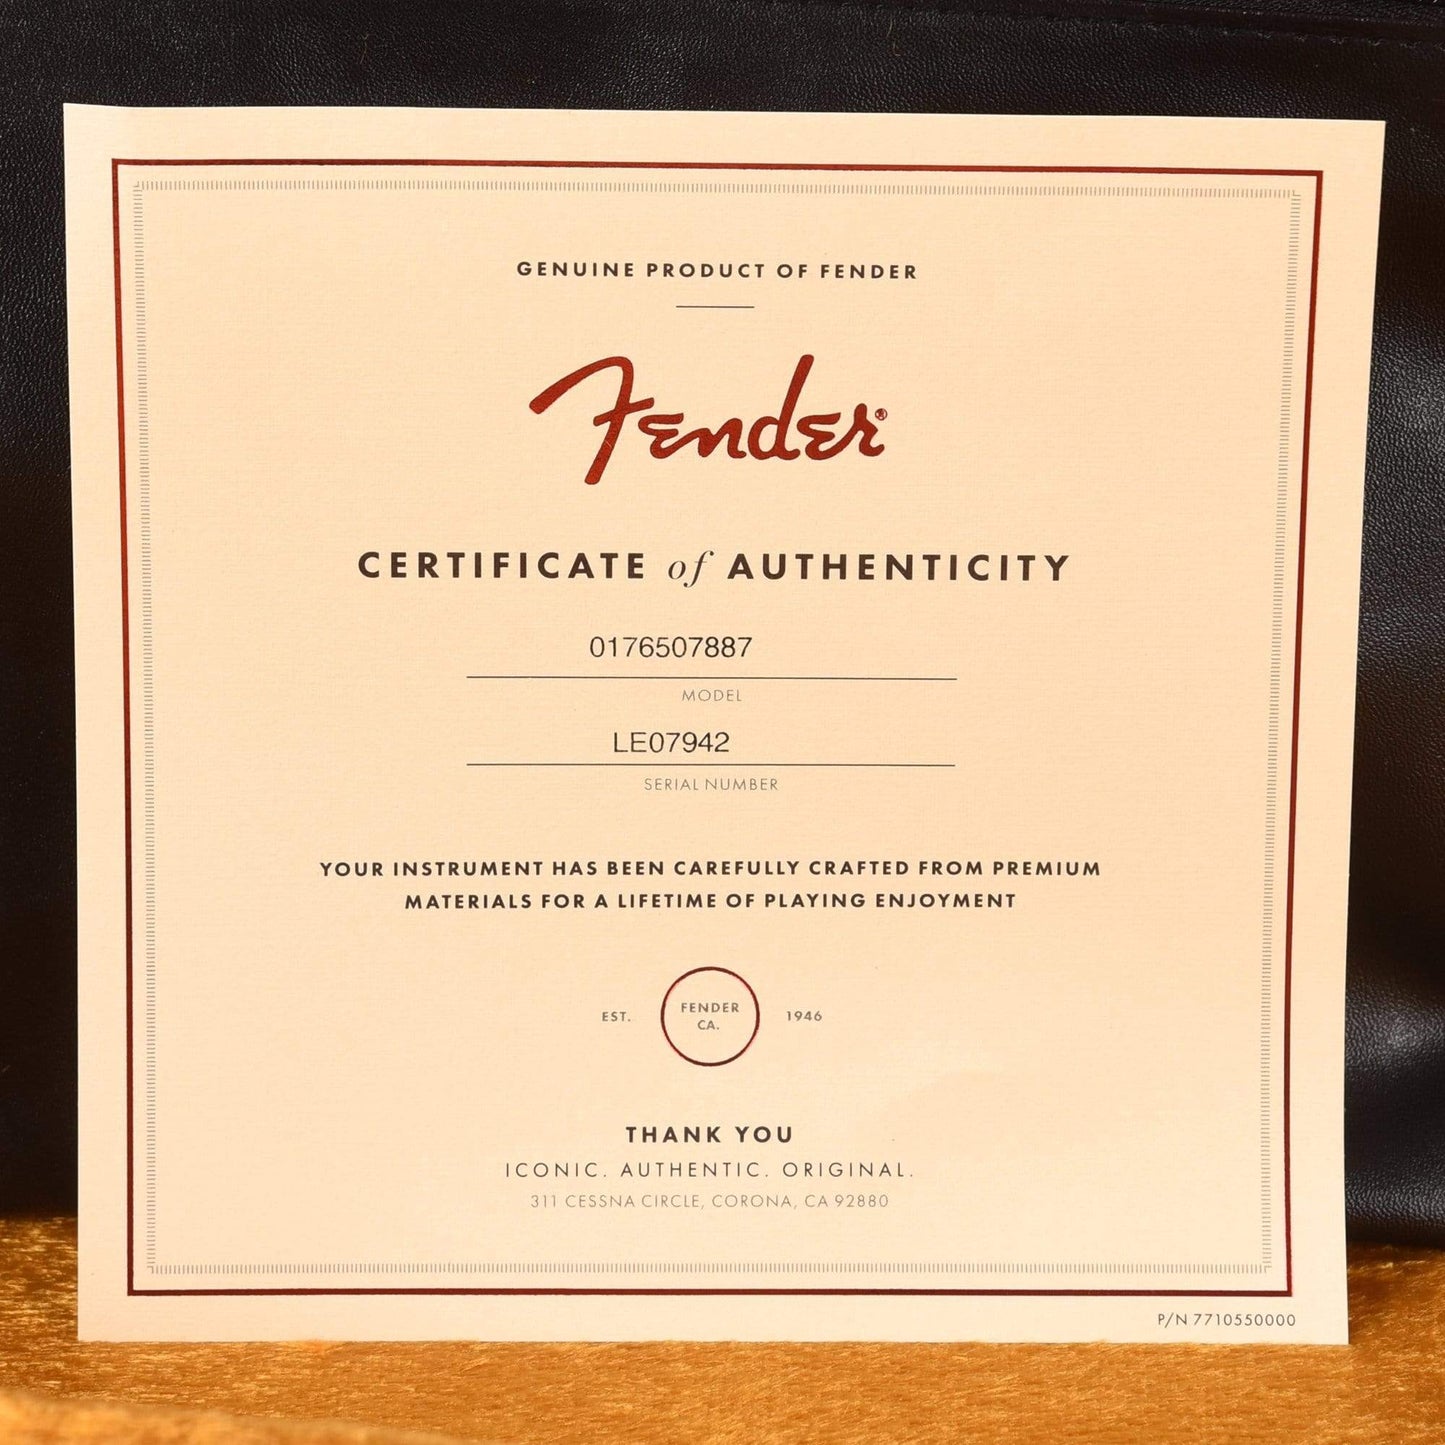 GENUINE PRODUCT OF FENDER
Fender®
CERTIFICATE of AUTHENTICITY
0176507887
MODEL
LE07942
SERIAL NUMBER
YOUR INSTRUMENT HAS BEEN CAREFULLY CRAFTED FROM PREMIUM
MATERIALS FOR A LIFETIME OF PLAYING ENJOYMENT
EST. FENDER CA. 1946
THANK YOU
ICONIC. AUTHENTIC. ORIGINAL.
311 CESSNA CIRCLE, CORONA, CA 92880
P/N 7710550000